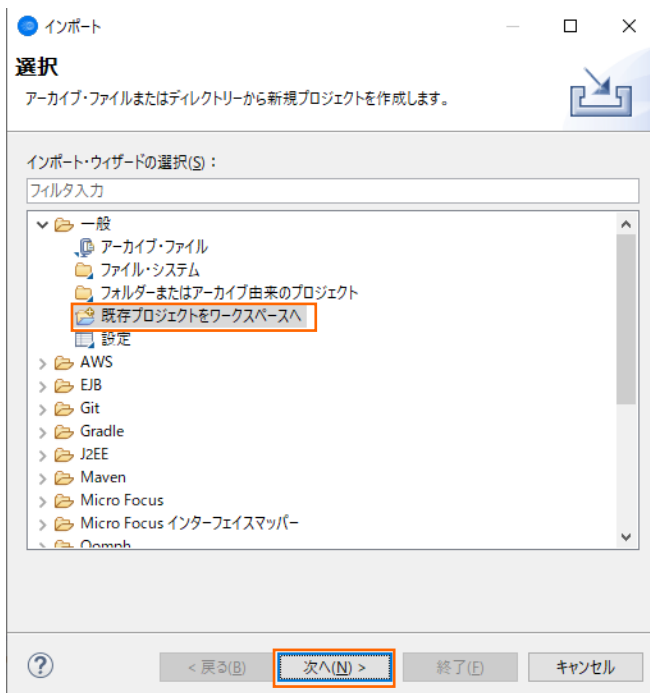 インポート
選択
アーカイブ・ファイルまたはディレクトリーから新規プロジェクトを作成します。
インポート・ウィザードの選択(S)：
フィルタ入力
一般
アーカイブ・ファイル
ファイル・システム
フォルダーまたはアーカイブ由来のプロジェクト
既存プロジェクトをワークスペースへ
設定
AWS
EJB
Git
Gradle
J2EE
Maven
Micro Focus
Micro Focus インターフェイスマッパー
Oomph
? < 戻る(B) 次へ(N) > 終了(F) キャンセル